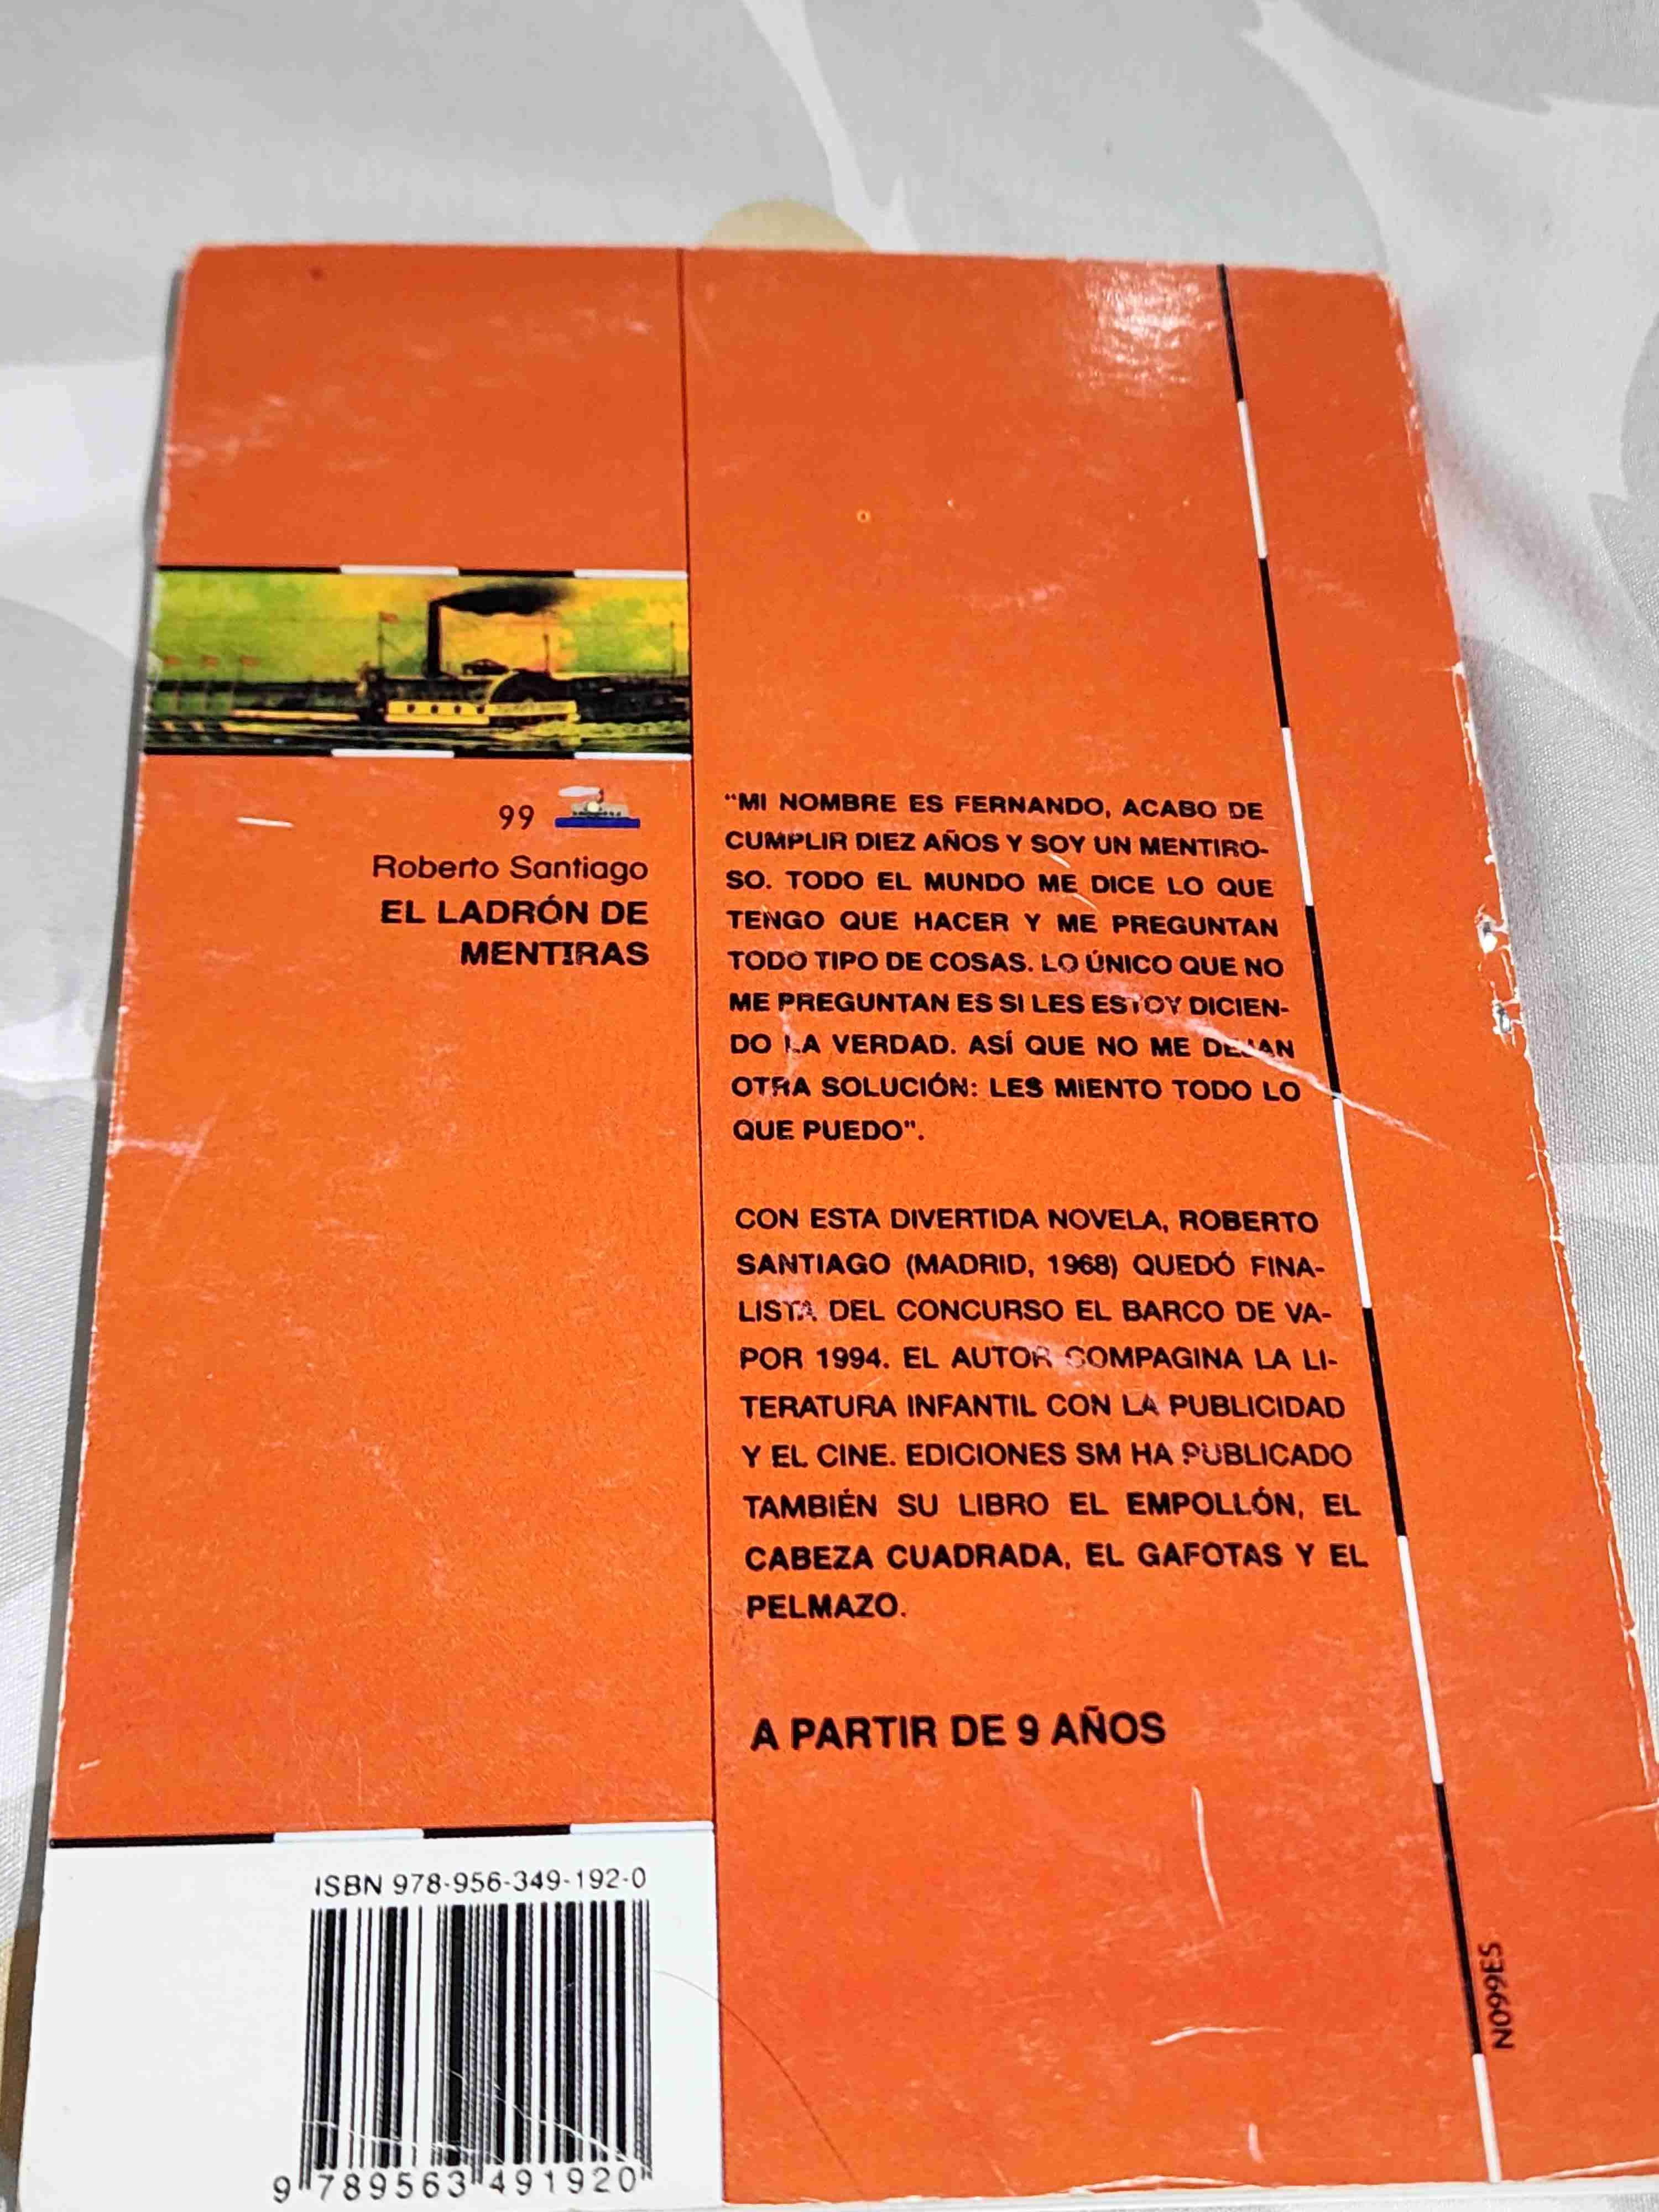 99
Roberto Santiago
EL LADRÓN DE
MENTIRAS
"MI NOMBRE ES FERNANDO, ACABO DE
CUMPLIR DIEZ AÑOS Y SOY UN MENTIRO-
SO. TODO EL MUNDO ME DICE LO QUE
TENGO QUE HACER Y ME PREGUNTAN
TODO TIPO DE COSAS. LO ÚNICO QUE NO
ME PREGUNTAN ES SI LES ESTOY DICIEN-
DO LA VERDAD. ASÍ QUE NO ME DEJAN
OTRA SOLUCIÓN: LES MIENTO TODO LO
QUE PUEDO".
CON ESTA DIVERTIDA NOVELA, ROBERTO
SANTIAGO (MADRID, 1968) QUEDÓ FINA-
LISTA DEL CONCURSO EL BARCO DE VA-
POR 1994. EL AUTOR COMPAGINA LA LI-
TERATURA INFANTIL CON LA PUBLICIDAD
Y EL CINE. EDICIONES SM HA PUBLICADO
TAMBIÉN SU LIBRO EL EMPOLLÓN, EL
CABEZA CUADRADA, EL GAFOTAS Y EL
PELMAZO.
A PARTIR DE 9 AÑOS
ISBN 978-956-349-192-0
9 789563 491920
N099ES